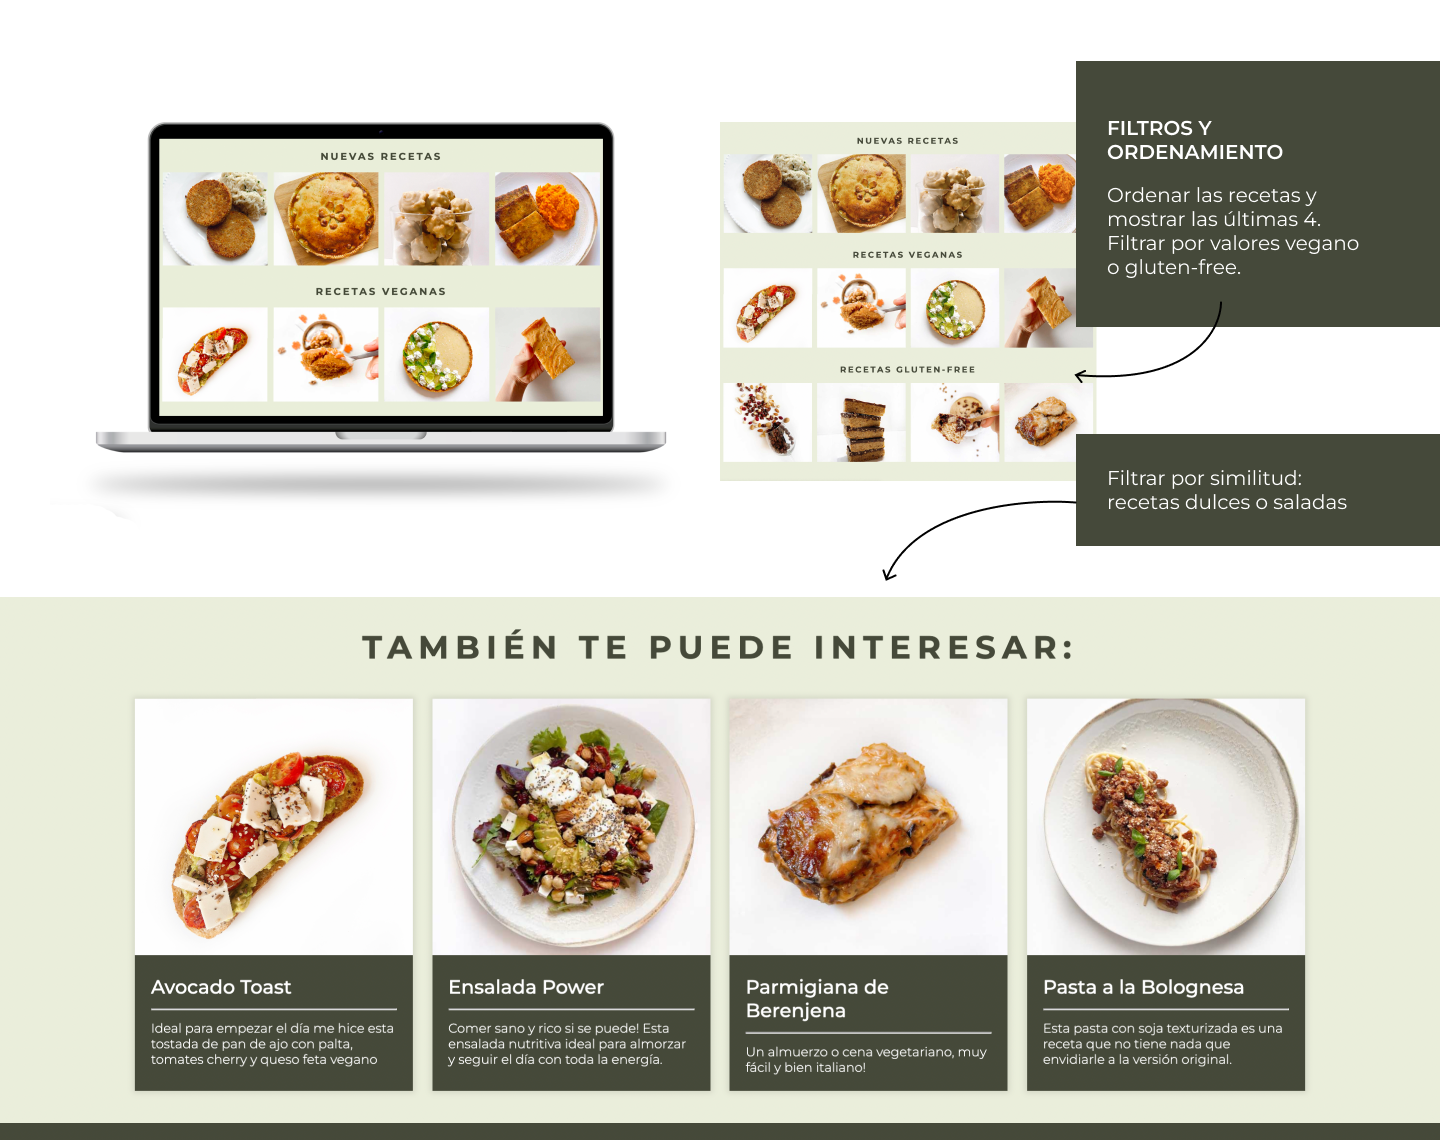 NUEVAS RECETAS
RECETAS VEGANAS
NUEVAS RECETAS
RECETAS VEGANAS
RECETAS GLUTEN-FREE
FILTROS Y
ORDENAMIENTO
Ordenar las recetas y
mostrar las últimas 4.
Filtrar por valores vegano
o gluten-free.
Filtrar por similitud:
recetas dulces o saladas
TAMBIÉN TE PUEDE INTERESAR:
Avocado Toast
Ideal para empezar el día me hice esta
tostada de pan de ajo con palta,
tomates cherry y queso feta vegano
Ensalada Power
Comer sano y rico si se puede! Esta
ensalada nutritiva ideal para almorzar
y seguir el día con toda la energía.
Parmigiana de
Berenjena
Un almuerzo o cena vegetariano, muy
fácil y bien italiano!
Pasta a la Bolognesa
Esta pasta con soja texturizada es una
receta que no tiene nada que
envidiarle a la versión original.